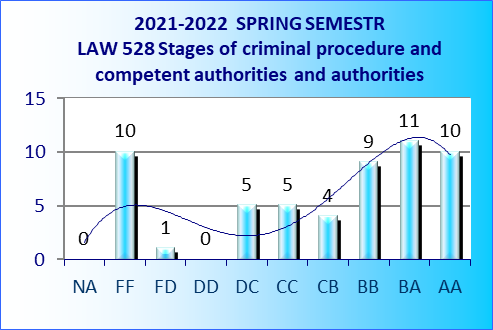 2021-2022 SPRING SEMESTR
LAW 528 Stages of criminal procedure and
competent authorities and authorities
15
10
5
0
0 10 1 0 5 5 4 9 11 10
NA FF FD DD DC CC CB BB BA AA